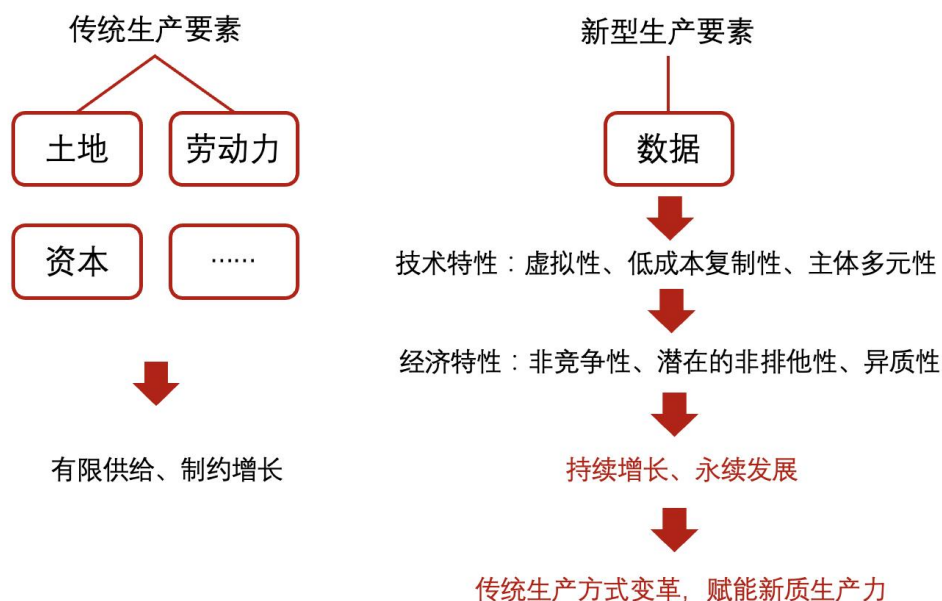 传统生产要素
土地
劳动力
资本
……
有限供给、制约增长
新型生产要素
数据
技术特性：虚拟性、低成本复制性、主体多元性
经济特性：非竞争性、潜在的非排他性、异质性
持续增长、永续发展
传统生产方式变革，赋能新质生产力